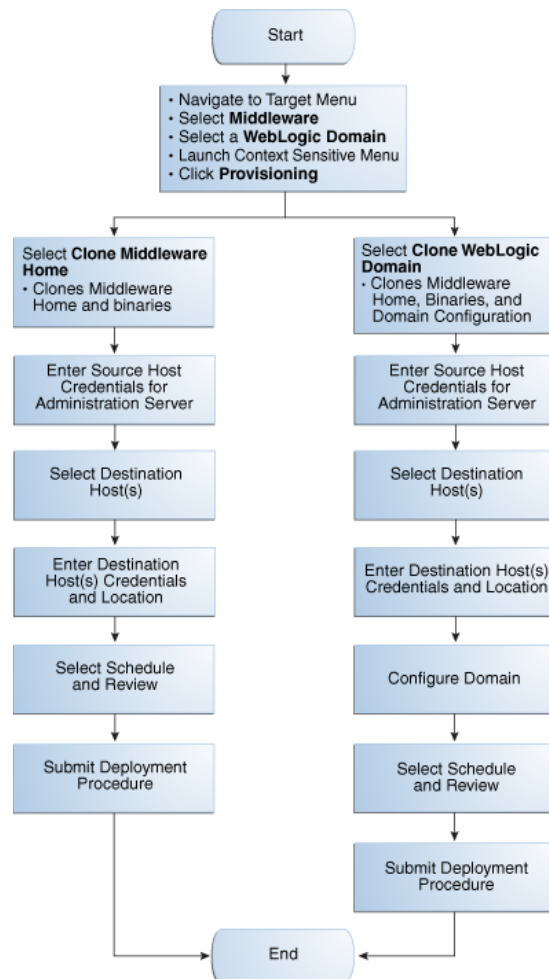 Start
• Navigate to Target Menu
• Select Middleware
• Select a WebLogic Domain
• Launch Context Sensitive Menu
• Click Provisioning
Select Clone Middleware
Home
• Clones Middleware
Home and binaries
Enter Source Host
Credentials for
Administration Server
Select Destination
Host(s)
Enter Destination
Host(s) Credentials
and Location
Select Schedule
and Review
Submit Deployment
Procedure
Select Clone WebLogic
Domain
• Clones Middleware
Home, Binaries, and
Domain Configuration
Enter Source Host
Credentials for
Administration Server
Select Destination
Host(s)
Enter Destination Host(s)
Credentials and Location
Configure Domain
Select Schedule
and Review
Submit Deployment
Procedure
End